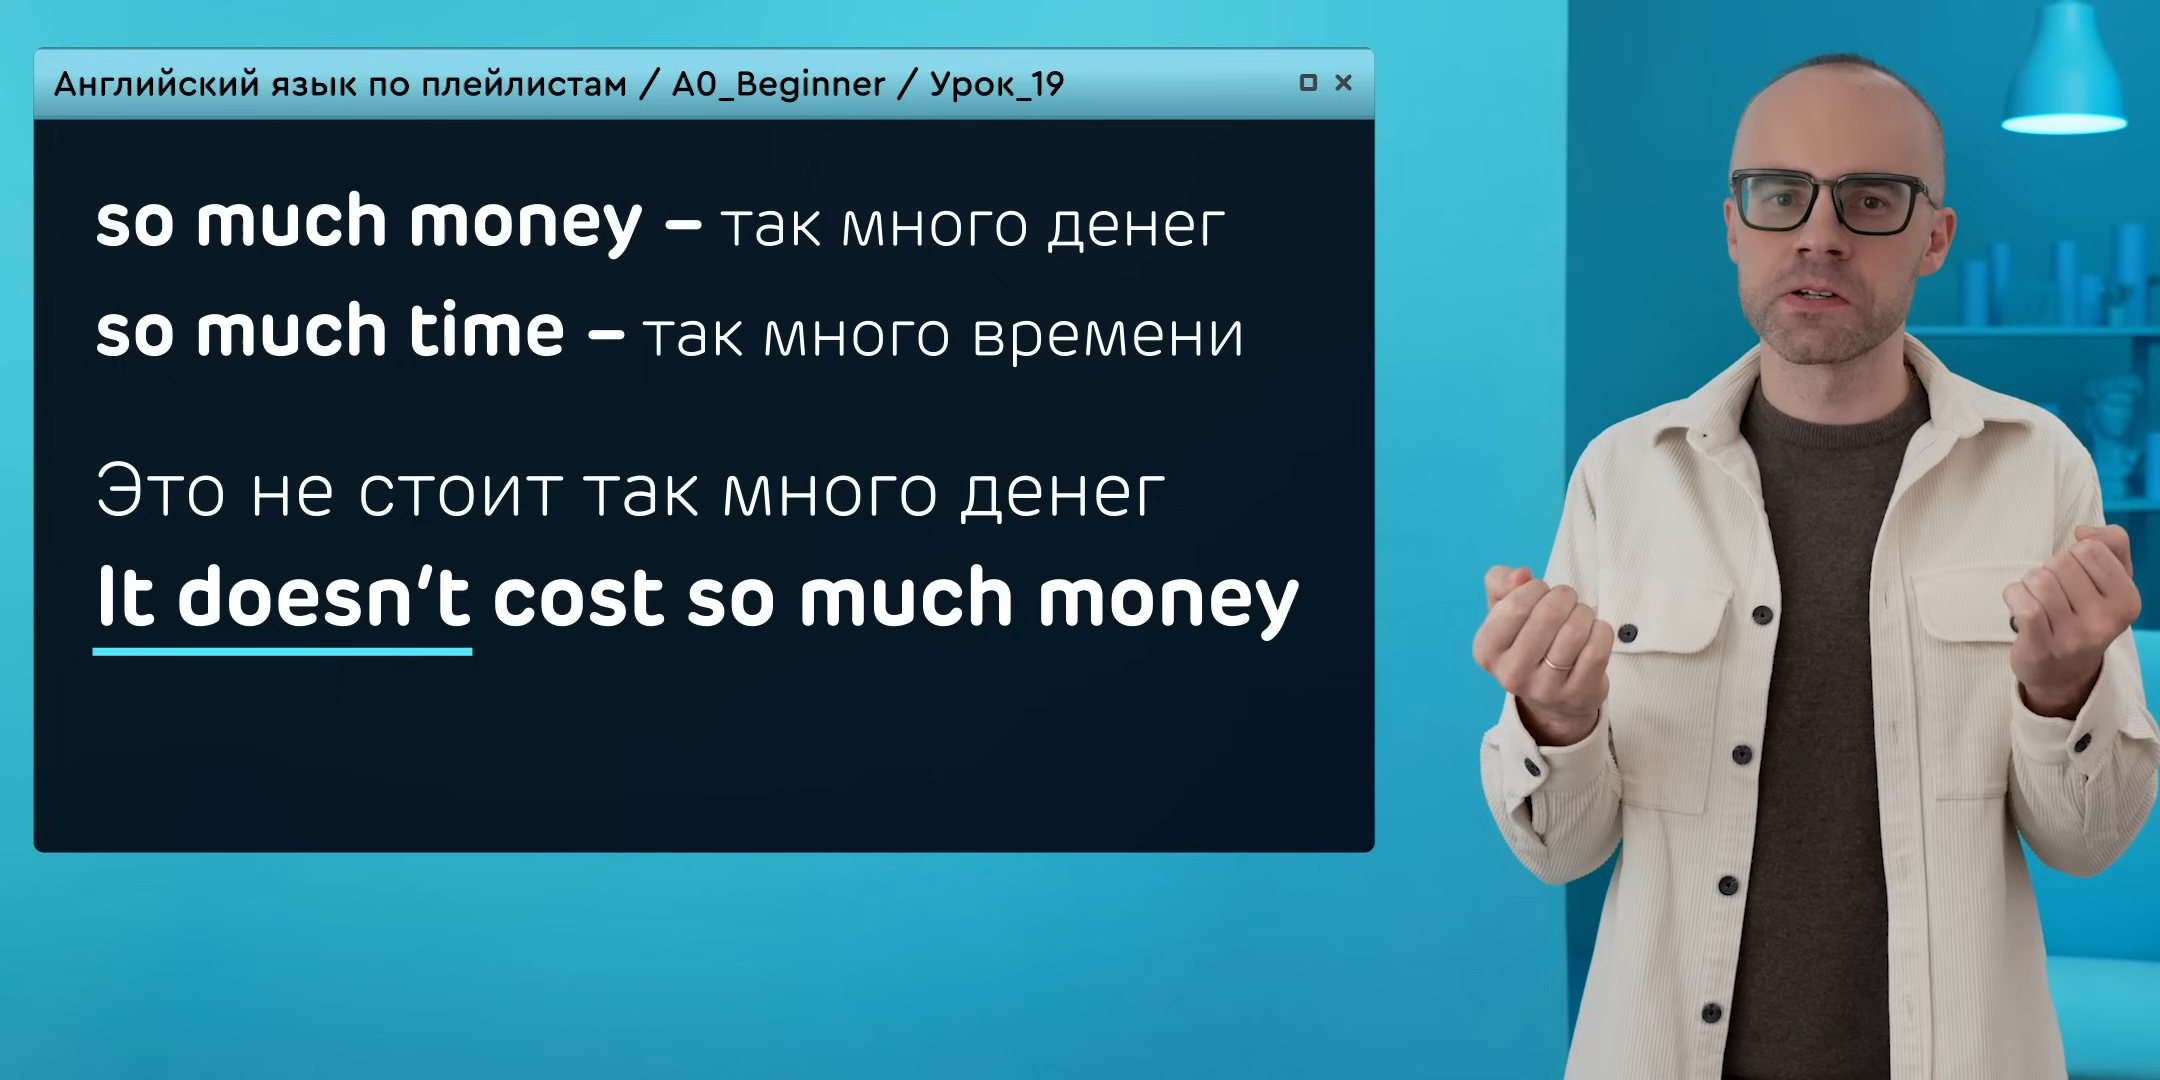 Английский язык по плейлистам / A0_Beginner / Урок_19
so much money – так много денег
so much time – так много времени
Это не стоит так много денег
It doesn’t cost so much money